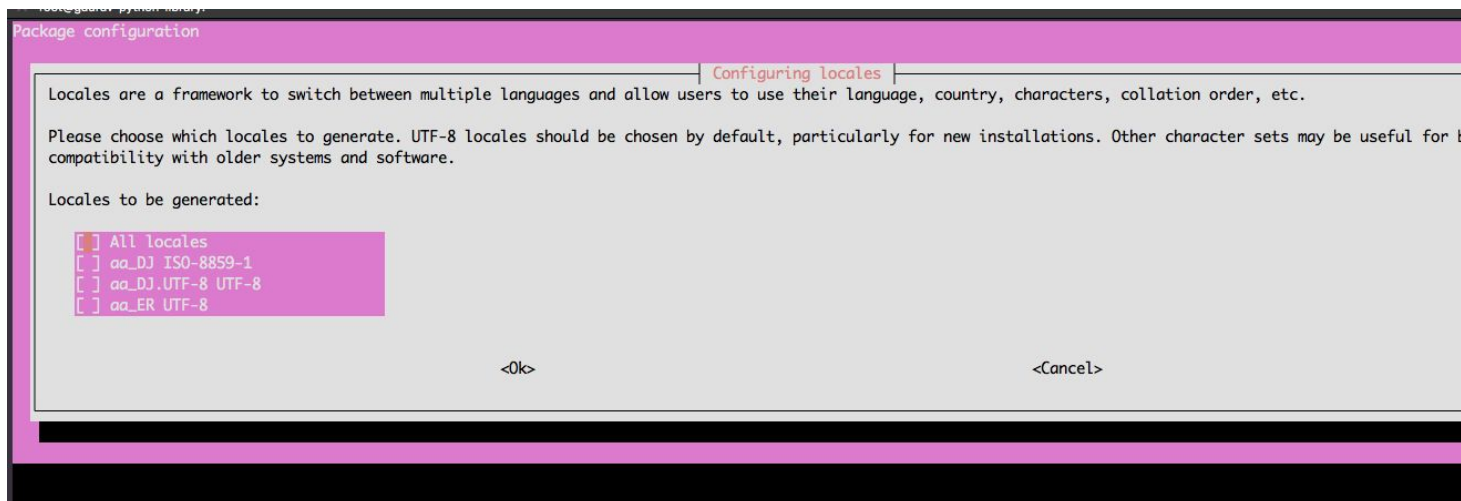 Package configuration
Configuring locales
Locales are a framework to switch between multiple languages and allow users to use their language, country, characters, collation order, etc.
Please choose which locales to generate. UTF-8 locales should be chosen by default, particularly for new installations. Other character sets may be useful for
compatibility with older systems and software.
Locales to be generated:
[ ] All locales
[ ] aa_DJ ISO-8859-1
[ ] aa_DJ.UTF-8 UTF-8
[ ] aa_ER UTF-8
<Ok> <Cancel>